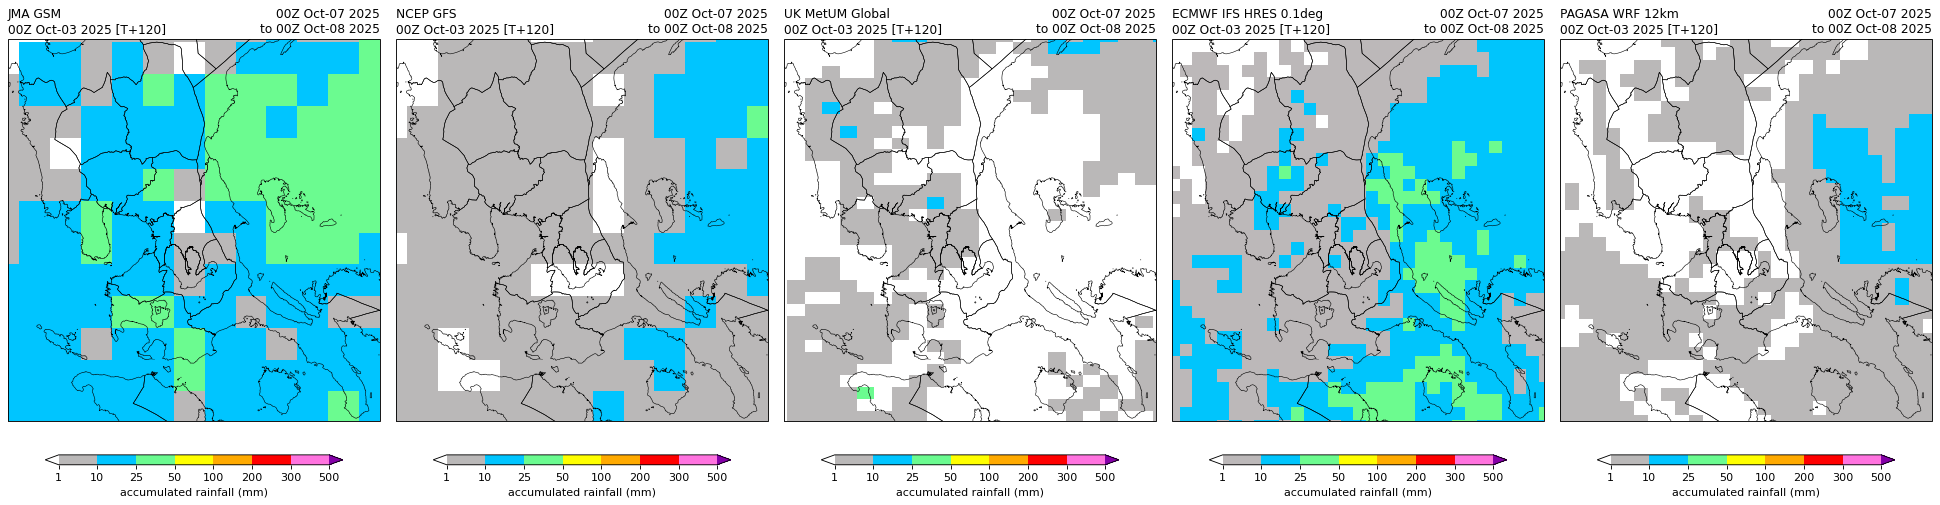 JMA GSM 00Z Oct-07 2025
00Z Oct-03 2025 [T+120] to 00Z Oct-08 2025
1 10 25 50 100 200 300 500
accumulated rainfall (mm)
NCEP GFS 00Z Oct-07 2025
00Z Oct-03 2025 [T+120] to 00Z Oct-08 2025
1 10 25 50 100 200 300 500
accumulated rainfall (mm)
UK MetUM Global 00Z Oct-07 2025
00Z Oct-03 2025 [T+120] to 00Z Oct-08 2025
1 10 25 50 100 200 300 500
accumulated rainfall (mm)
ECMWF IFS HRES 0.1deg 00Z Oct-07 2025
00Z Oct-03 2025 [T+120] to 00Z Oct-08 2025
1 10 25 50 100 200 300 500
accumulated rainfall (mm)
PAGASA WRF 12km 00Z Oct-07 2025
00Z Oct-03 2025 [T+120] to 00Z Oct-08 2025
1 10 25 50 100 200 300 500
accumulated rainfall (mm)